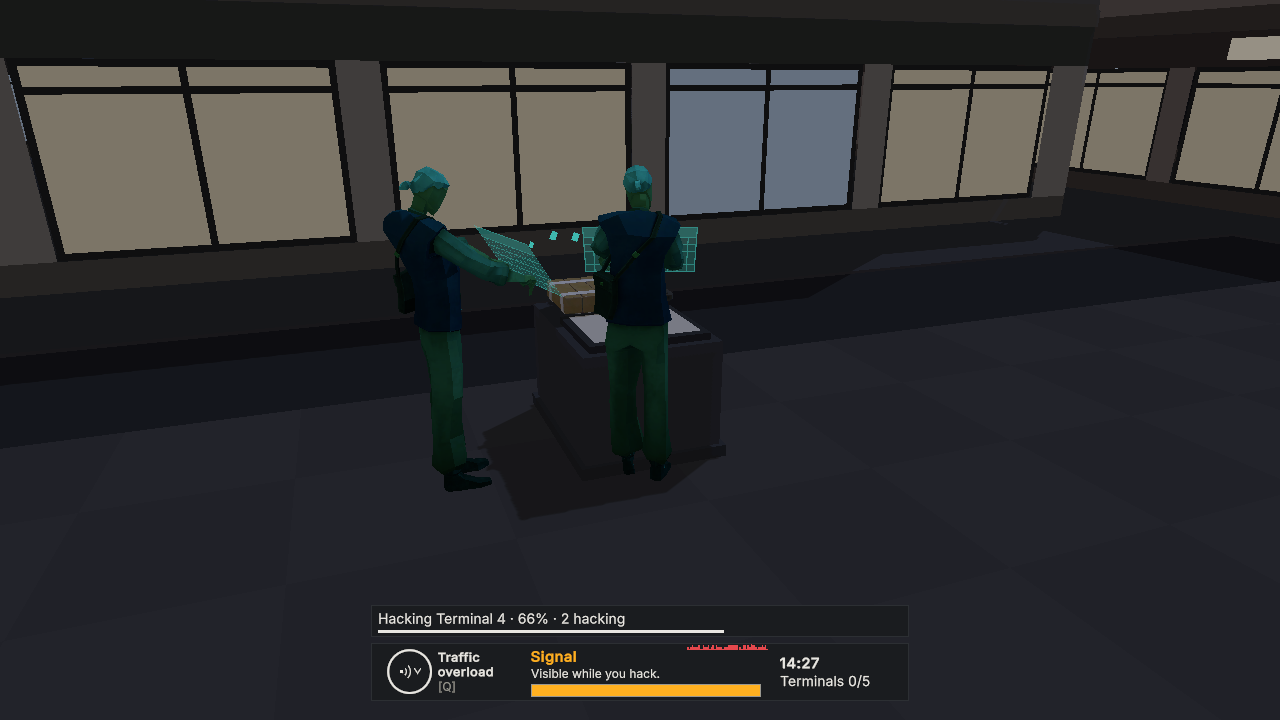 Hacking Terminal 4 · 66% · 2 hacking
Traffic overload
[Q]
Signal
Visible while you hack.
14:27
Terminals 0/5